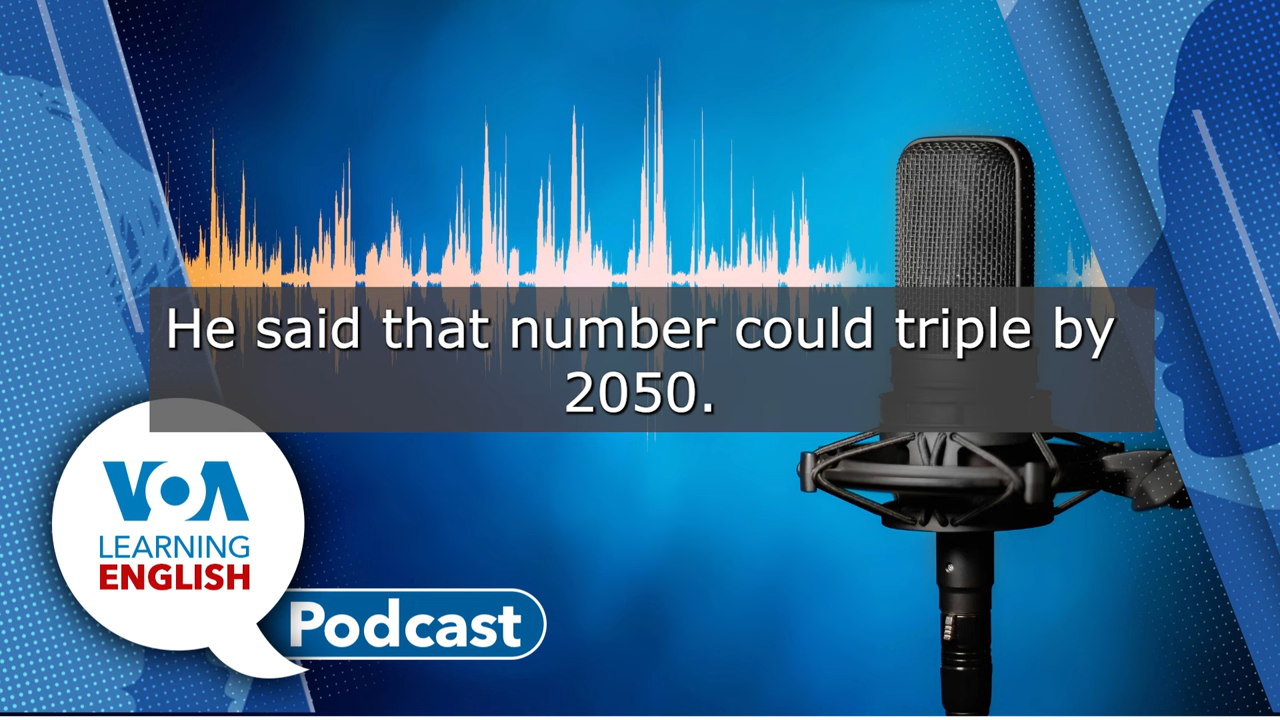 He said that number could triple by
2050.
VOA
LEARNING
ENGLISH
Podcast